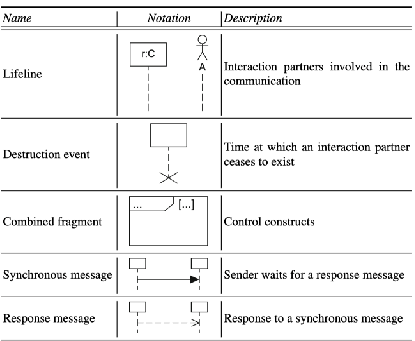 Name Notation Description
r:C
A
Lifeline
Interaction partners involved in the
communication
Destruction event
Time at which an interaction partner
ceases to exist
... [...]
Combined fragment
Control constructs
Synchronous message
Sender waits for a response message
Response message
Response to a synchronous message